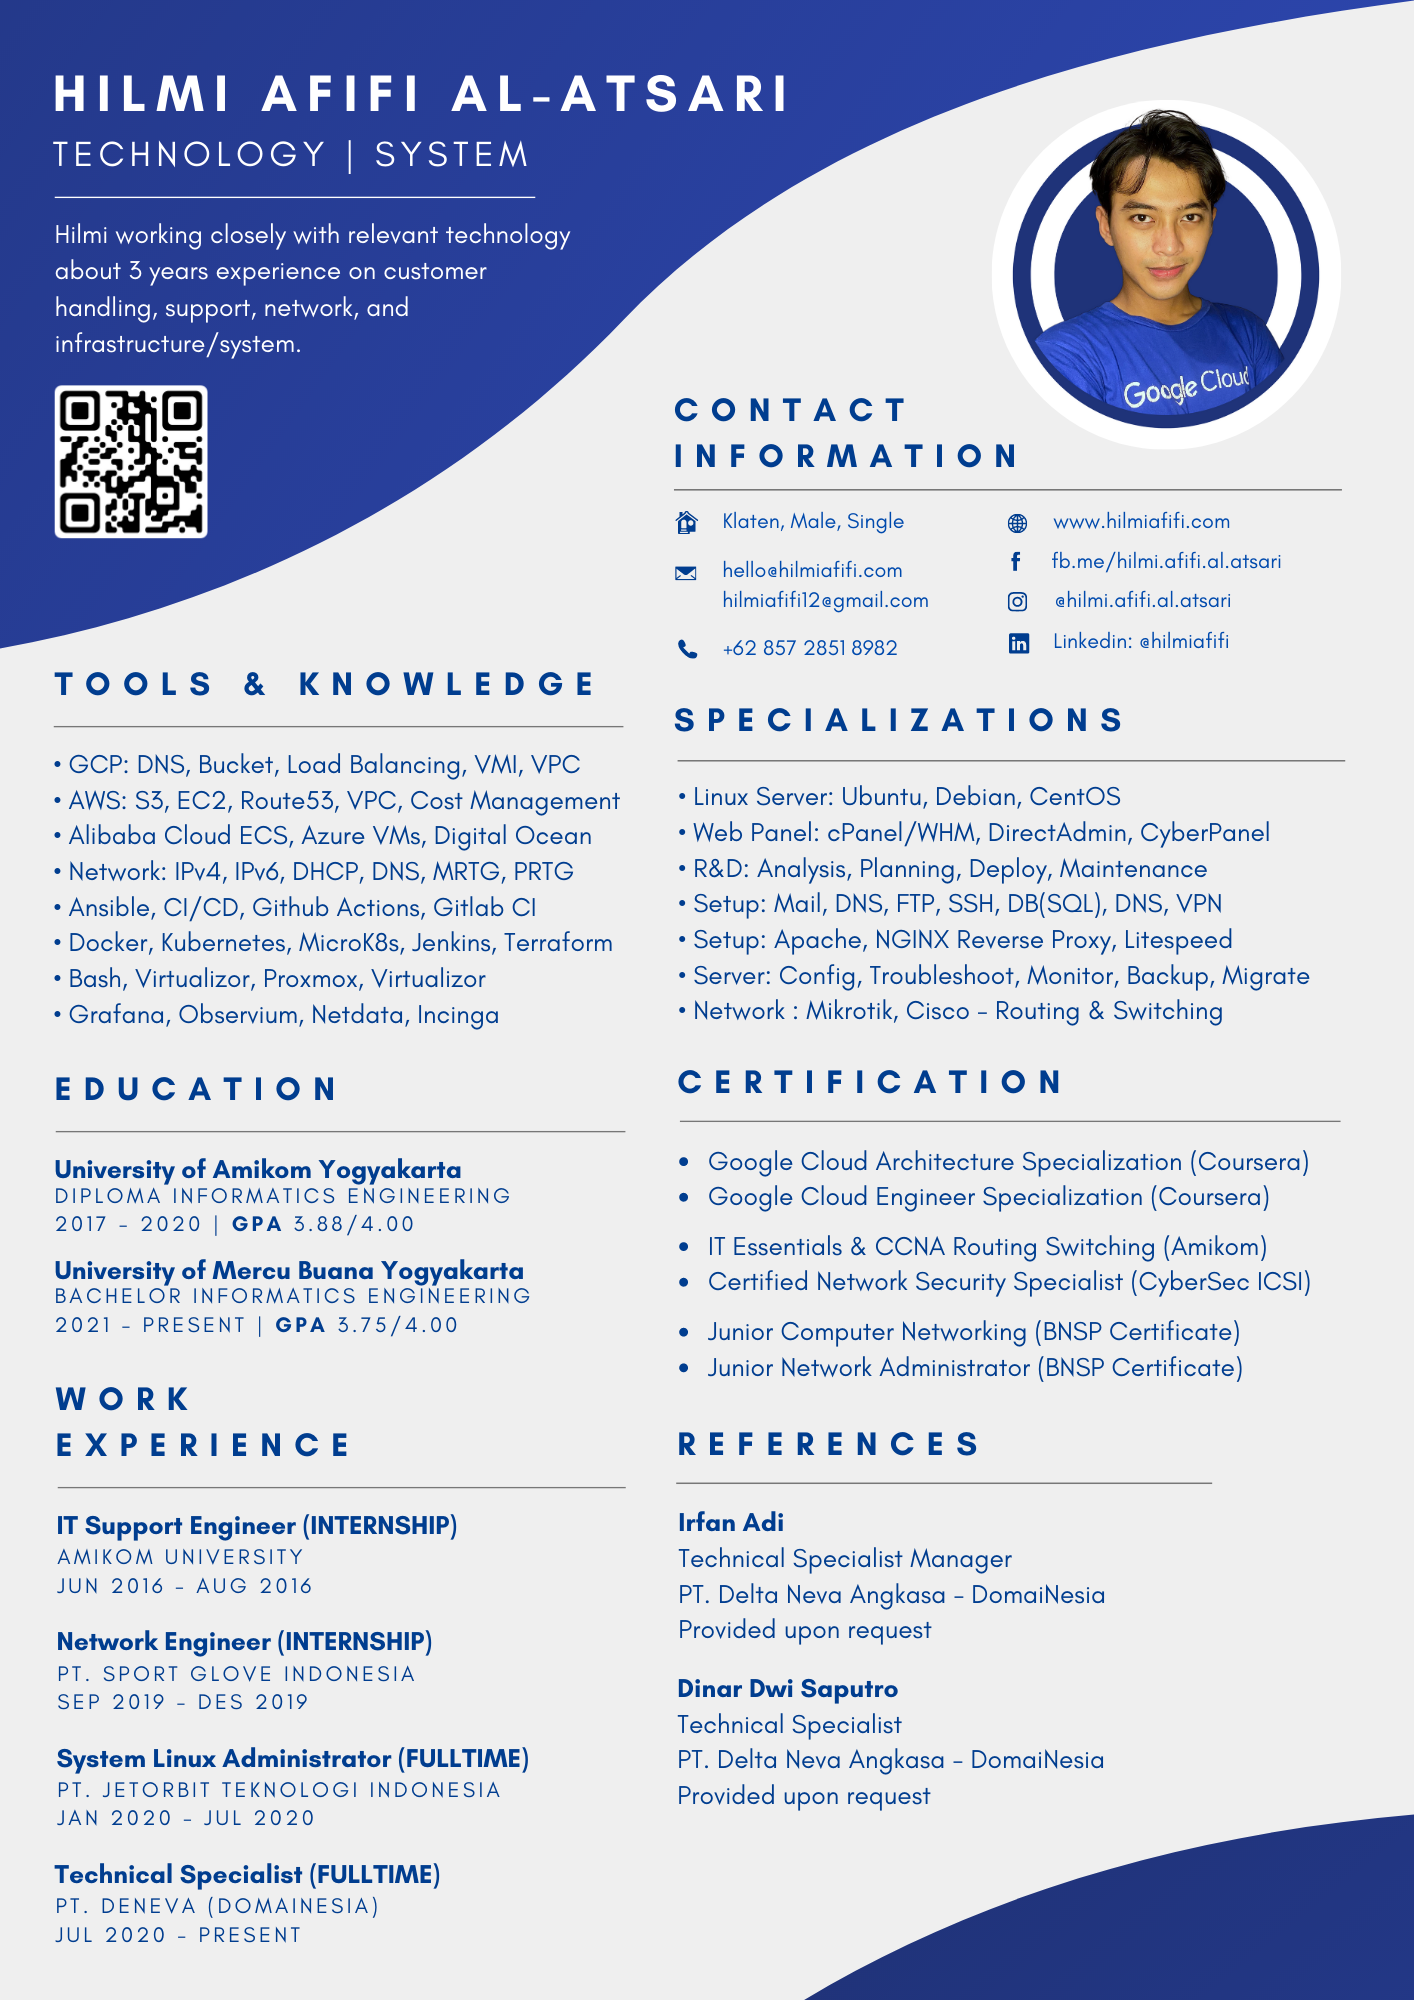 HILMI AFIFI AL-ATSARI
TECHNOLOGY | SYSTEM
Hilmi working closely with relevant technology
about 3 years experience on customer
handling, support, network, and
infrastructure/system.
Google Cloud
CONTACT
INFORMATION
Klaten, Male, Single
hello@hilmiafifi.com
hilmiafifi12@gmail.com
+62 857 2851 8982
www.hilmiafifi.com
fb.me/hilmi.afifi.al.atsari
@hilmi.afifi.al.atsari
Linkedin: @hilmiafifi
TOOLS & KNOWLEDGE
• GCP: DNS, Bucket, Load Balancing, VMI, VPC
• AWS: S3, EC2, Route53, VPC, Cost Management
• Alibaba Cloud ECS, Azure VMs, Digital Ocean
• Network: IPv4, IPv6, DHCP, DNS, MRTG, PRTG
• Ansible, CI/CD, Github Actions, Gitlab CI
• Docker, Kubernetes, MicroK8s, Jenkins, Terraform
• Bash, Virtualizor, Proxmox, Virtualizor
• Grafana, Observium, Netdata, Incinga
SPECIALIZATIONS
• Linux Server: Ubuntu, Debian, CentOS
• Web Panel: cPanel/WHM, DirectAdmin, CyberPanel
• R&D: Analysis, Planning, Deploy, Maintenance
• Setup: Mail, DNS, FTP, SSH, DB(SQL), DNS, VPN
• Setup: Apache, NGINX Reverse Proxy, Litespeed
• Server: Config, Troubleshoot, Monitor, Backup, Migrate
• Network : Mikrotik, Cisco - Routing & Switching
EDUCATION
University of Amikom Yogyakarta
DIPLOMA INFORMATICS ENGINEERING
2017 - 2020 | GPA 3.88/4.00
University of Mercu Buana Yogyakarta
BACHELOR INFORMATICS ENGINEERING
2021 - PRESENT | GPA 3.75/4.00
CERTIFICATION
• Google Cloud Architecture Specialization (Coursera)
• Google Cloud Engineer Specialization (Coursera)
• IT Essentials & CCNA Routing Switching (Amikom)
• Certified Network Security Specialist (CyberSec ICSI)
• Junior Computer Networking (BNSP Certificate)
• Junior Network Administrator (BNSP Certificate)
WORK
EXPERIENCE
IT Support Engineer (INTERNSHIP)
AMIKOM UNIVERSITY
JUN 2016 - AUG 2016
Network Engineer (INTERNSHIP)
PT. SPORT GLOVE INDONESIA
SEP 2019 - DES 2019
System Linux Administrator (FULLTIME)
PT. JETORBIT TEKNOLOGI INDONESIA
JAN 2020 - JUL 2020
Technical Specialist (FULLTIME)
PT. DENEVA (DOMAINESIA)
JUL 2020 - PRESENT
REFERENCES
Irfan Adi
Technical Specialist Manager
PT. Delta Neva Angkasa - DomaiNesia
Provided upon request
Dinar Dwi Saputro
Technical Specialist
PT. Delta Neva Angkasa - DomaiNesia
Provided upon request